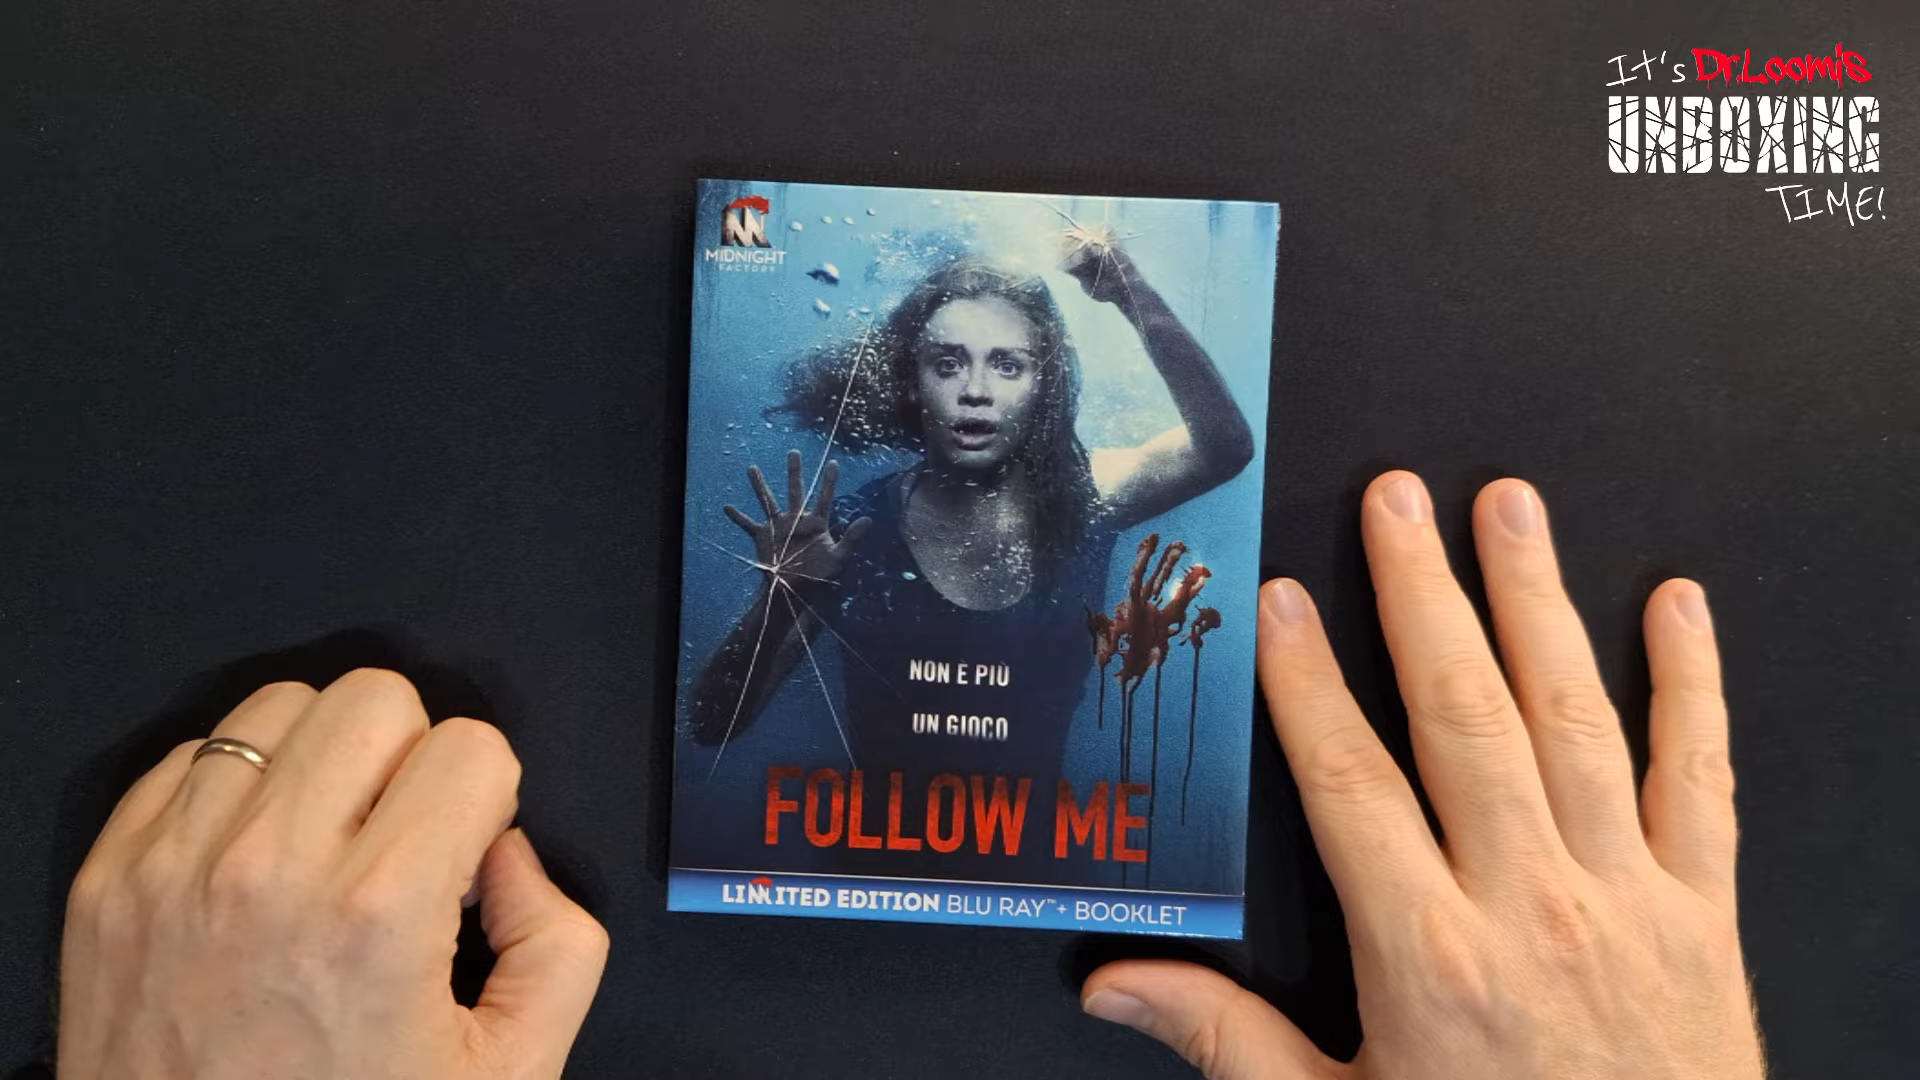 It's Dr.Loomis
UNBOXING
TIME!
MIDNIGHT
FACTORY
NON È PIÙ
UN GIOCO
FOLLOW ME
LIMITED EDITION BLU RAY™ + BOOKLET